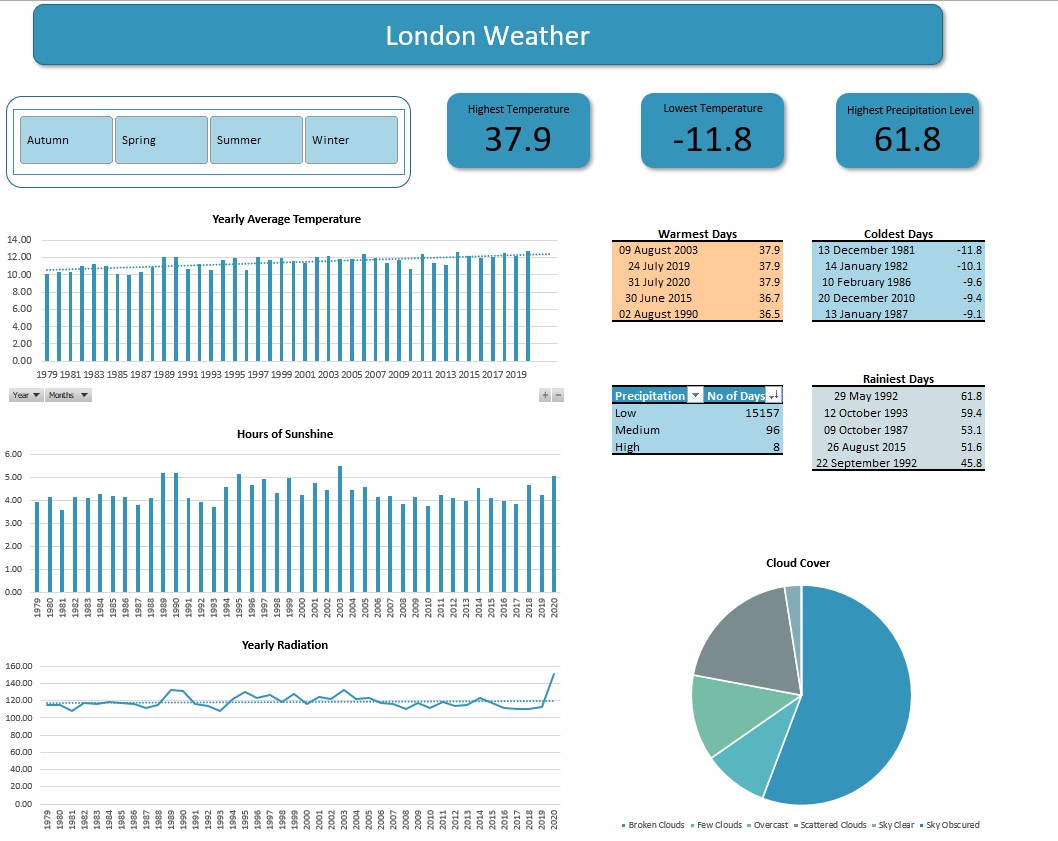 London Weather
Autumn Spring Summer Winter
Highest Temperature
37.9
Lowest Temperature
-11.8
Highest Precipitation Level
61.8
Yearly Average Temperature
14.00
12.00
10.00
8.00
6.00
4.00
2.00
0.00
1979 1981 1983 1985 1987 1989 1991 1993 1995 1997 1999 2001 2003 2005 2007 2009 2011 2013 2015 2017 2019
Year Months + −
Warmest Days
09 August 2003 37.9
24 July 2019 37.9
31 July 2020 37.9
30 June 2015 36.7
02 August 1990 36.5
Coldest Days
13 December 1981 -11.8
14 January 1982 -10.1
10 February 1986 -9.6
20 December 2010 -9.4
13 January 1987 -9.1
Precipitation No of Days
Low 15157
Medium 96
High 8
Rainiest Days
29 May 1992 61.8
12 October 1993 59.4
09 October 1987 53.1
26 August 2015 51.6
22 September 1992 45.8
Hours of Sunshine
6.00
5.00
4.00
3.00
2.00
1.00
0.00
1979 1980 1981 1982 1983 1984 1985 1986 1987 1988 1989 1990 1991 1992 1993 1994 1995 1996 1997 1998 1999 2000 2001 2002 2003 2004 2005 2006 2007 2008 2009 2010 2011 2012 2013 2014 2015 2016 2017 2018 2019 2020
Yearly Radiation
160.00
140.00
120.00
100.00
80.00
60.00
40.00
20.00
0.00
1979 1980 1981 1982 1983 1984 1985 1986 1987 1988 1989 1990 1991 1992 1993 1994 1995 1996 1997 1998 1999 2000 2001 2002 2003 2004 2005 2006 2007 2008 2009 2010 2011 2012 2013 2014 2015 2016 2017 2018 2019 2020
Cloud Cover
Broken Clouds Few Clouds Overcast Scattered Clouds Sky Clear Sky Obscured